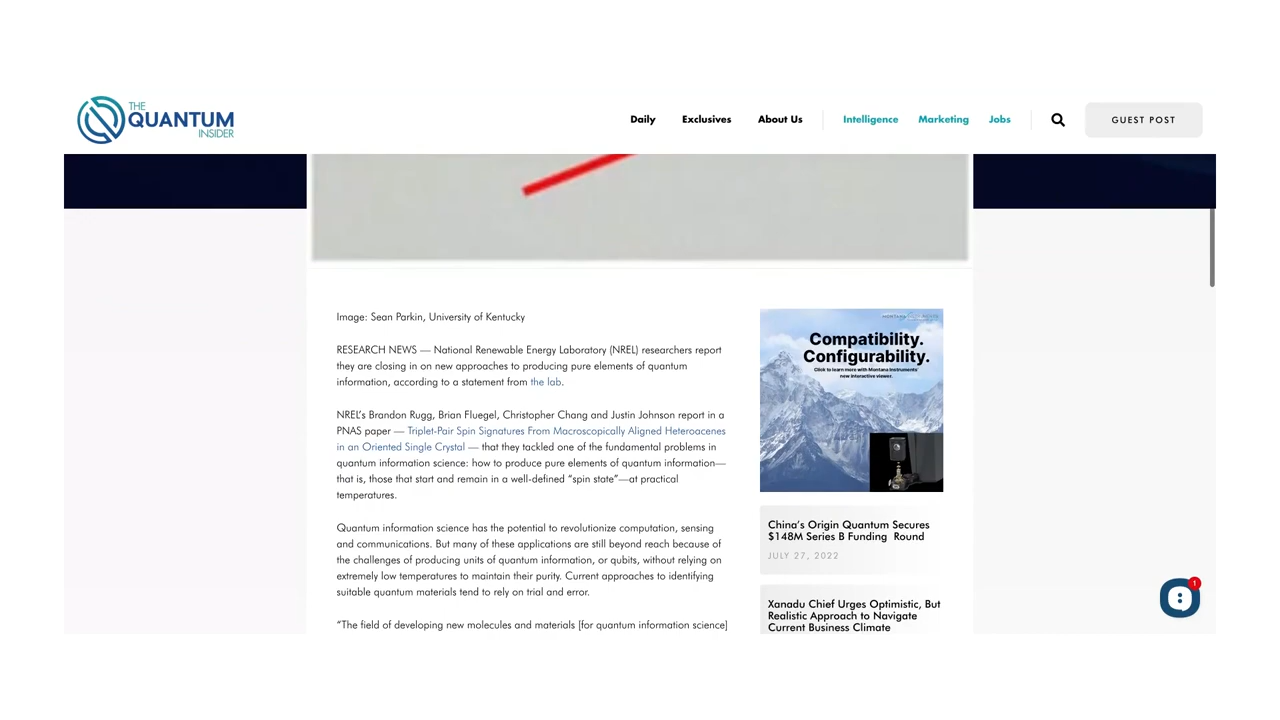 THE
QUANTUM
INSIDER
Daily
Exclusives
About Us
Intelligence
Marketing
Jobs
GUEST POST
Image: Sean Parkin, University of Kentucky
RESEARCH NEWS — National Renewable Energy Laboratory (NREL) researchers report
they are closing in on new approaches to producing pure elements of quantum
information, according to a statement from the lab.
NREL's Brandon Rugg, Brian Fluegel, Christopher Chang and Justin Johnson report in a
PNAS paper — Triplet-Pair Spin Signatures From Macroscopically Aligned Heteroacenes
in an Oriented Single Crystal — that they tackled one of the fundamental problems in
quantum information science: how to produce pure elements of quantum information—
that is, those that start and remain in a well-defined “spin state”—at practical
temperatures.
Quantum information science has the potential to revolutionize computation, sensing
and communications. But many of these applications are still beyond reach because of
the challenges of producing units of quantum information, or qubits, without relying on
extremely low temperatures to maintain their purity. Current approaches to identifying
suitable quantum materials tend to rely on trial and error.
“The field of developing new molecules and materials [for quantum information science]
Compatibility.
Configurability.
Click to learn more with Montana Instruments'
new interactive viewer.
China's Origin Quantum Secures
$148M Series B Funding Round
JULY 27, 2022
Xanadu Chief Urges Optimistic, But
Realistic Approach to Navigate
Current Business Climate
1